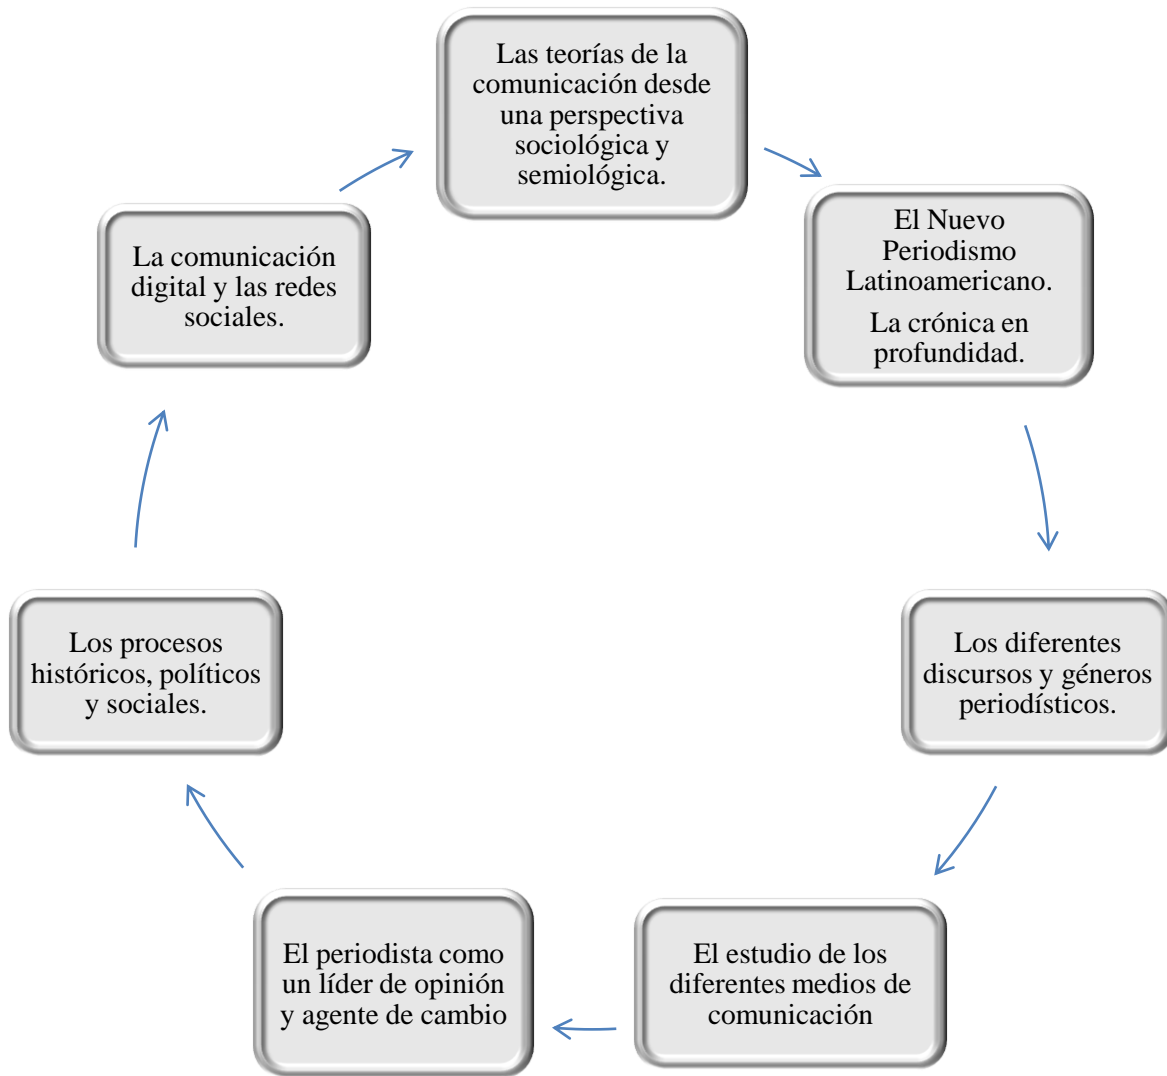 Las teorías de la
comunicación desde
una perspectiva
sociológica y
semiológica.
El Nuevo
Periodismo
Latinoamericano.
La crónica en
profundidad.
Los diferentes
discursos y géneros
periodísticos.
El estudio de los
diferentes medios de
comunicación
El periodista como
un líder de opinión
y agente de cambio
Los procesos
históricos, políticos
y sociales.
La comunicación
digital y las redes
sociales.